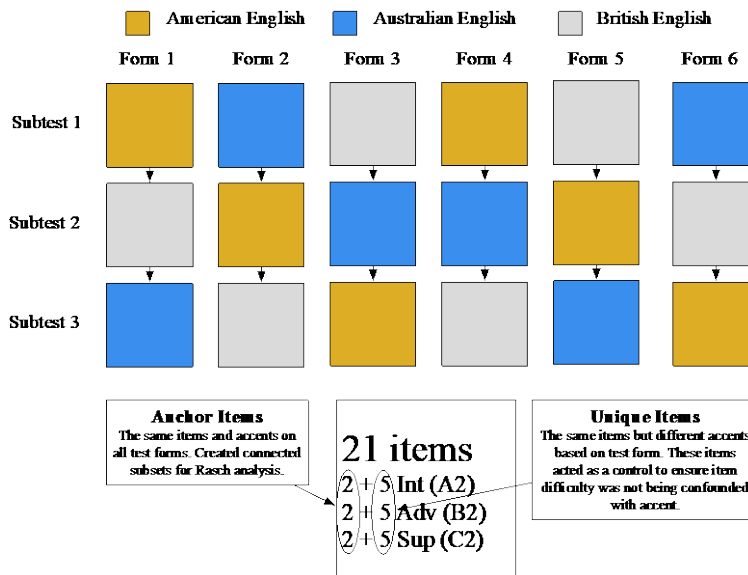 American English Australian English British English
Form 1 Form 2 Form 3 Form 4 Form 5 Form 6
Subtest 1
Subtest 2
Subtest 3
Anchor Items
The same items and accents on
all test forms. Created connected
subsets for Rasch analysis.
21 items
2 + 5 Int (A2)
2 + 5 Adv (B2)
2 + 5 Sup (C2)
Unique Items
The same items but different accents
based on test form. These items
acted as a control to ensure item
difficulty was not being confounded
with accent.